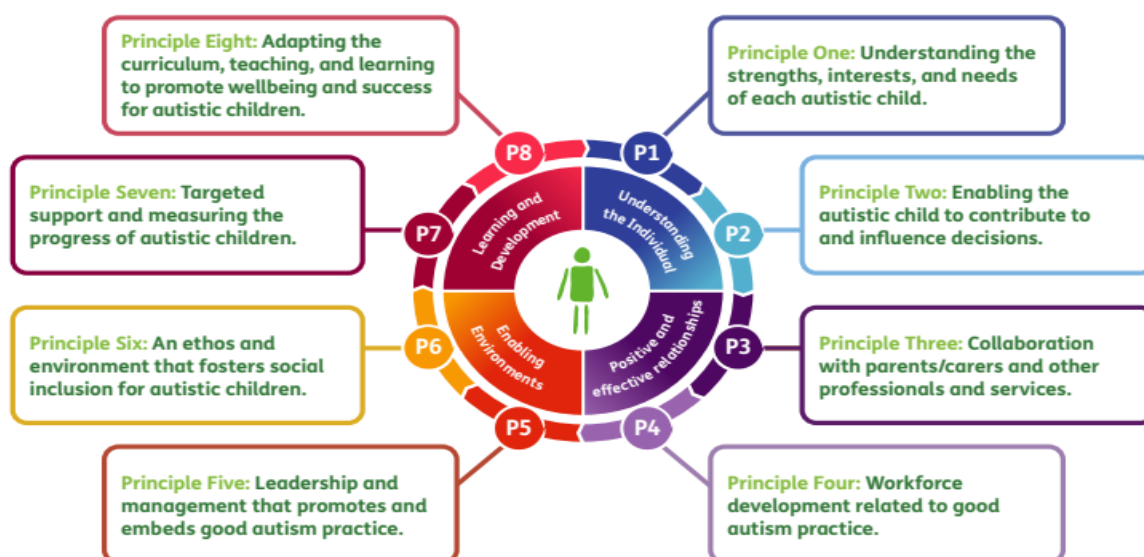 Principle Eight: Adapting the
curriculum, teaching, and learning
to promote wellbeing and success
for autistic children.
Principle One: Understanding the
strengths, interests, and needs
of each autistic child.
P8
P1
Principle Seven: Targeted
support and measuring the
progress of autistic children.
P7
Learning and
Development
Understanding
the Individual
P2
Principle Two: Enabling the
autistic child to contribute to
and influence decisions.
Principle Six: An ethos and
environment that fosters social
inclusion for autistic children.
P6
Enabling
Environments
Positive and
effective relationships
P3
Principle Three: Collaboration
with parents/carers and other
professionals and services.
P5
P4
Principle Five: Leadership and
management that promotes and
embeds good autism practice.
Principle Four: Workforce
development related to good
autism practice.